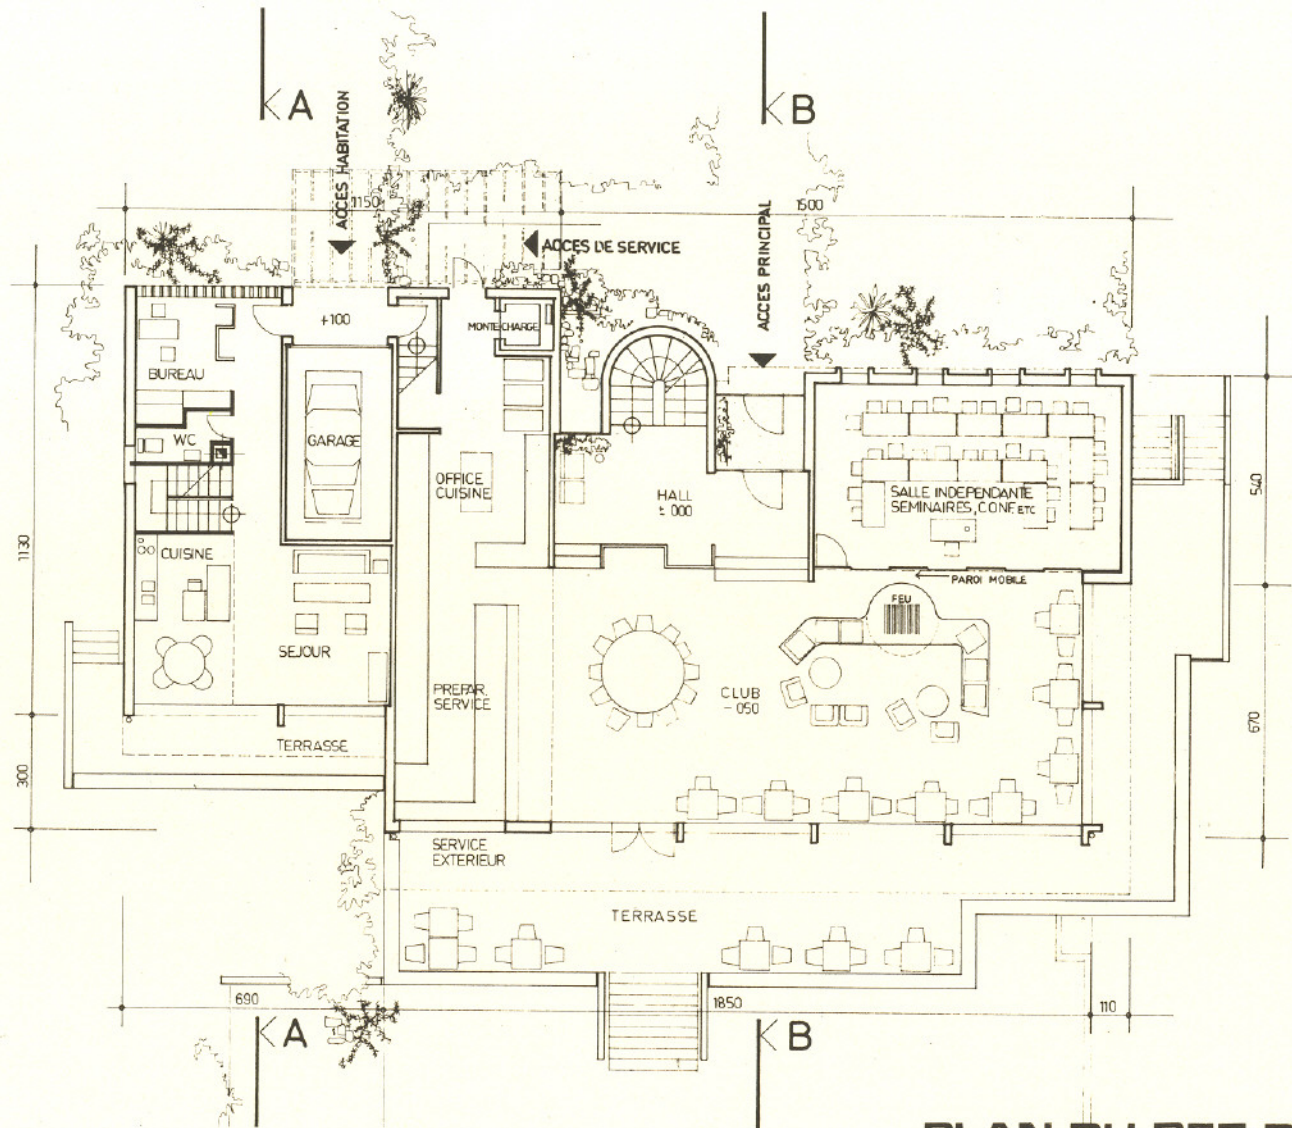 A
B
ACCES HABITATION
1150
1500
ACCES PRINCIPAL
ACCES DE SERVICE
+100
MONTE CHARGE
BUREAU
WC
GARAGE
OFFICE
CUISINE
HALL
± 000
SALLE INDEPENDANTE
SEMINAIRES, CONF. ETC
540
1130
CUISINE
PAROI MOBILE
FEU
SEJOUR
PREPAR.
SERVICE
CLUB
- 050
670
TERRASSE
300
SERVICE
EXTERIEUR
TERRASSE
690
1850
110
A
B